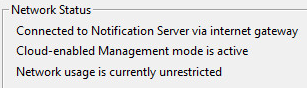 Network Status
Connected to Notification Server via internet gateway
Cloud-enabled Management mode is active
Network usage is currently unrestricted